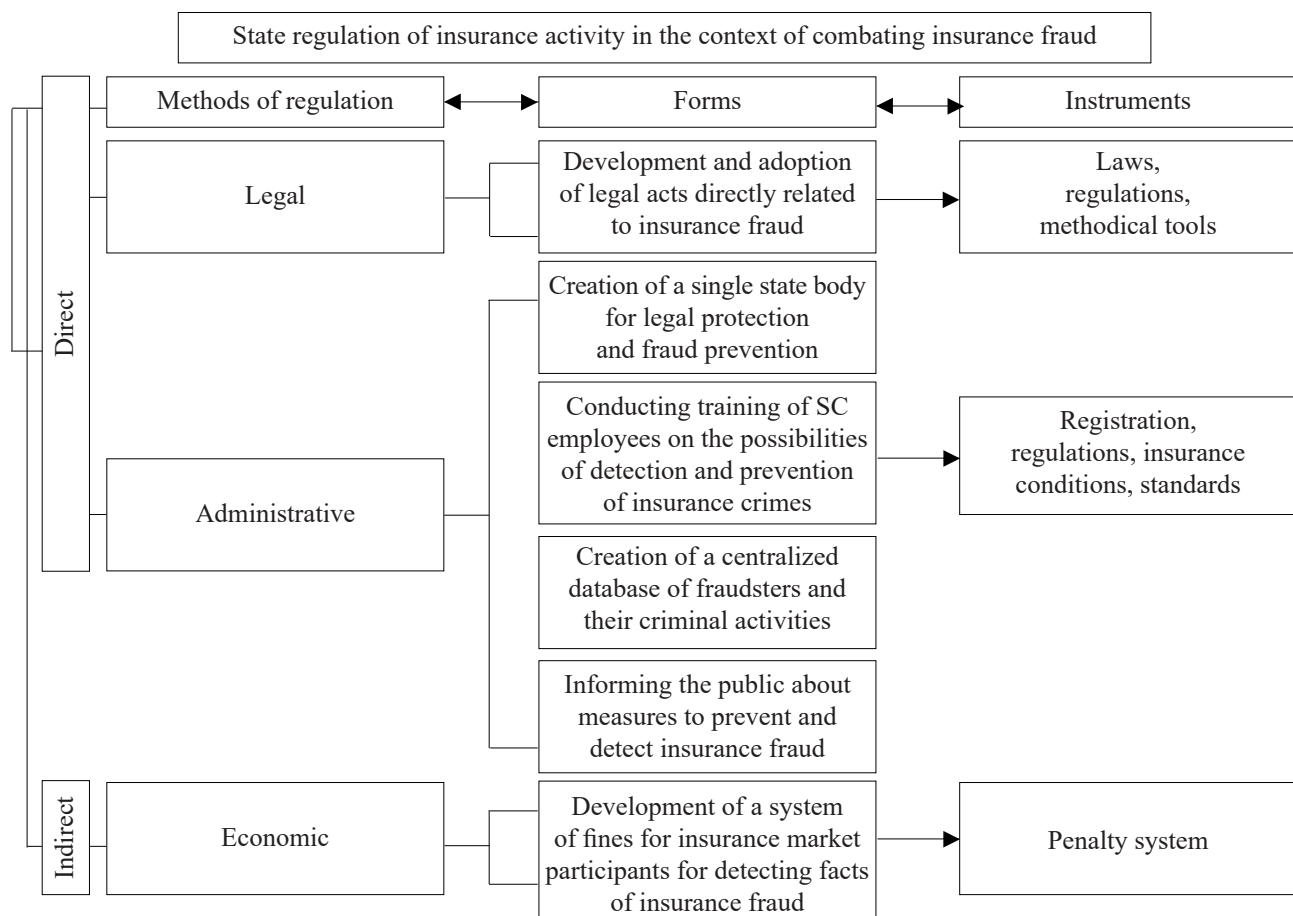 State regulation of insurance activity in the context of combating insurance fraud
Direct
Methods of regulation
Forms
Instruments
Legal
Development and adoption
of legal acts directly related
to insurance fraud
Laws,
regulations,
methodical tools
Administrative
Creation of a single state body
for legal protection
and fraud prevention
Conducting training of SC
employees on the possibilities
of detection and prevention
of insurance crimes
Registration,
regulations, insurance
conditions, standards
Creation of a centralized
database of fraudsters and
their criminal activities
Informing the public about
measures to prevent and
detect insurance fraud
Indirect
Economic
Development of a system
of fines for insurance market
participants for detecting facts
of insurance fraud
Penalty system